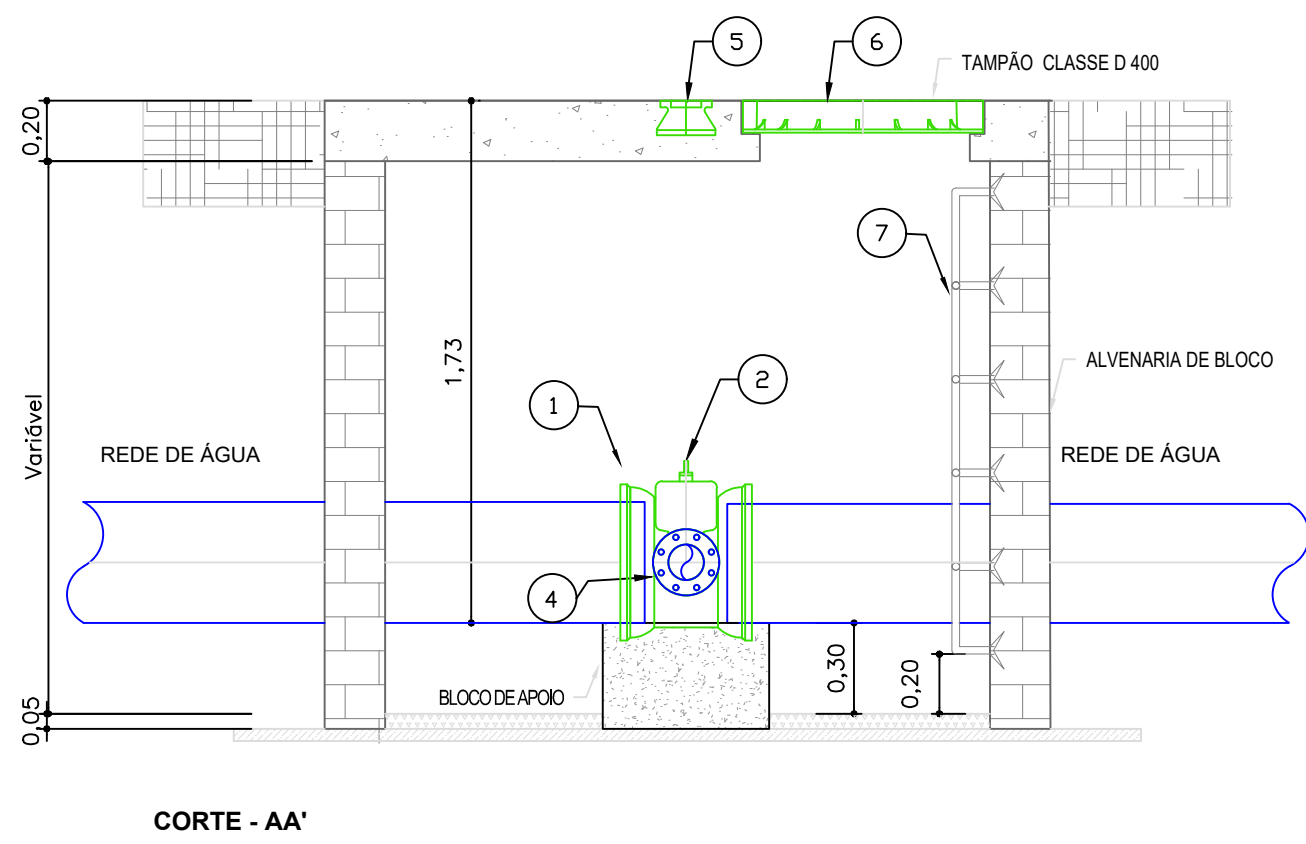 5
6
TAMPÃO CLASSE D 400
0,20
7
1,73
ALVENARIA DE BLOCO
2
1
Variável
REDE DE ÁGUA
REDE DE ÁGUA
4
0,30
0,20
BLOCO DE APOIO
0,05
CORTE - AA'